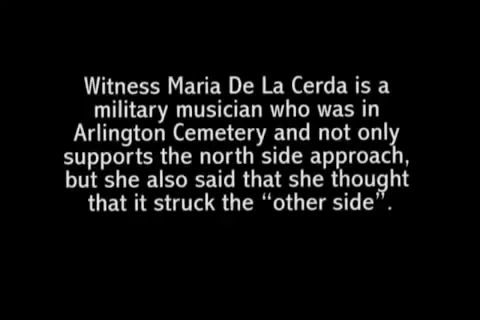 Witness Maria De La Cerda is a
military musician who was in
Arlington Cemetery and not only
supports the north side approach,
but she also said that she thought
that it struck the “other side”.